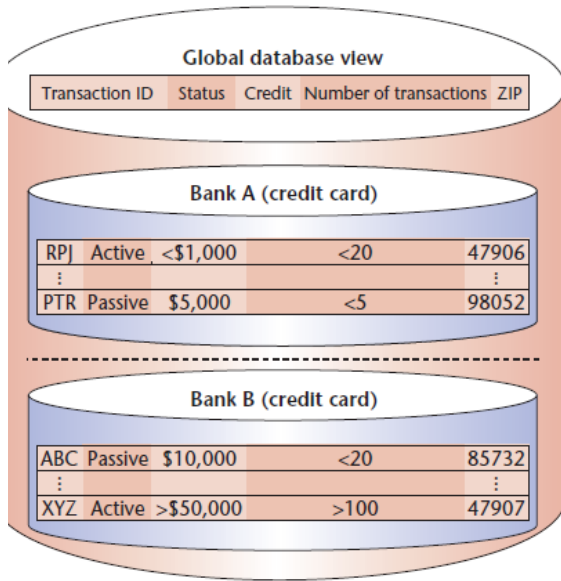 Global database view
Transaction ID Status Credit Number of transactions ZIP
Bank A (credit card)
RPJ Active <$1,000 <20 47906
⋮ ⋮
PTR Passive $5,000 <5 98052
Bank B (credit card)
ABC Passive $10,000 <20 85732
⋮ ⋮
XYZ Active >$50,000 >100 47907